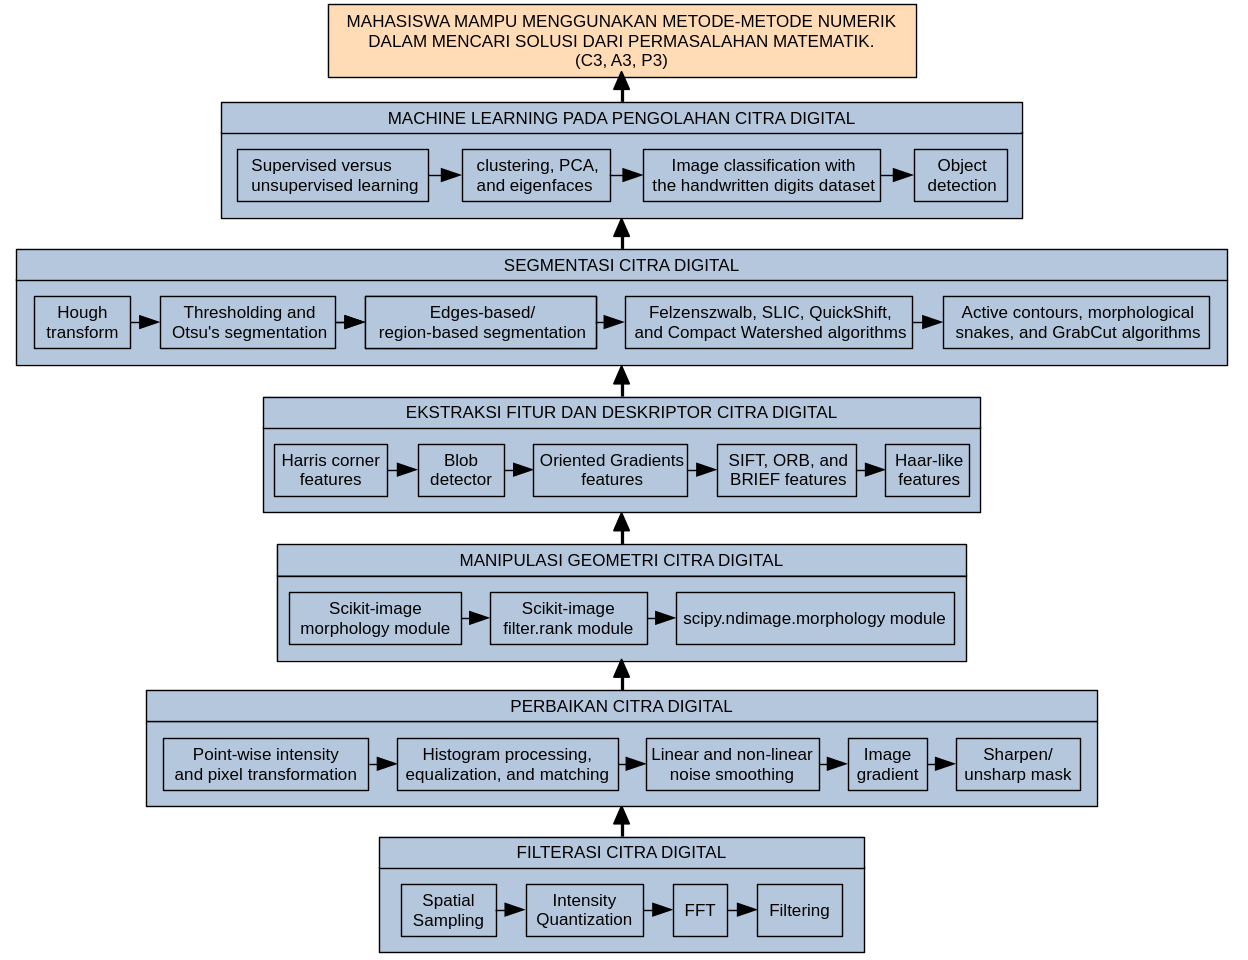 MAHASISWA MAMPU MENGGUNAKAN METODE-METODE NUMERIK
DALAM MENCARI SOLUSI DARI PERMASALAHAN MATEMATIK.
(C3, A3, P3)
MACHINE LEARNING PADA PENGOLAHAN CITRA DIGITAL
Supervised versus
unsupervised learning
clustering, PCA,
and eigenfaces
Image classification with
the handwritten digits dataset
Object
detection
SEGMENTASI CITRA DIGITAL
Hough
transform
Thresholding and
Otsu's segmentation
Edges-based/
region-based segmentation
Felzenszwalb, SLIC, QuickShift,
and Compact Watershed algorithms
Active contours, morphological
snakes, and GrabCut algorithms
EKSTRAKSI FITUR DAN DESKRIPTOR CITRA DIGITAL
Harris corner
features
Blob
detector
Oriented Gradients
features
SIFT, ORB, and
BRIEF features
Haar-like
features
MANIPULASI GEOMETRI CITRA DIGITAL
Scikit-image
morphology module
Scikit-image
filter.rank module
scipy.ndimage.morphology module
PERBAIKAN CITRA DIGITAL
Point-wise intensity
and pixel transformation
Histogram processing,
equalization, and matching
Linear and non-linear
noise smoothing
Image
gradient
Sharpen/
unsharp mask
FILTERASI CITRA DIGITAL
Spatial
Sampling
Intensity
Quantization
FFT
Filtering